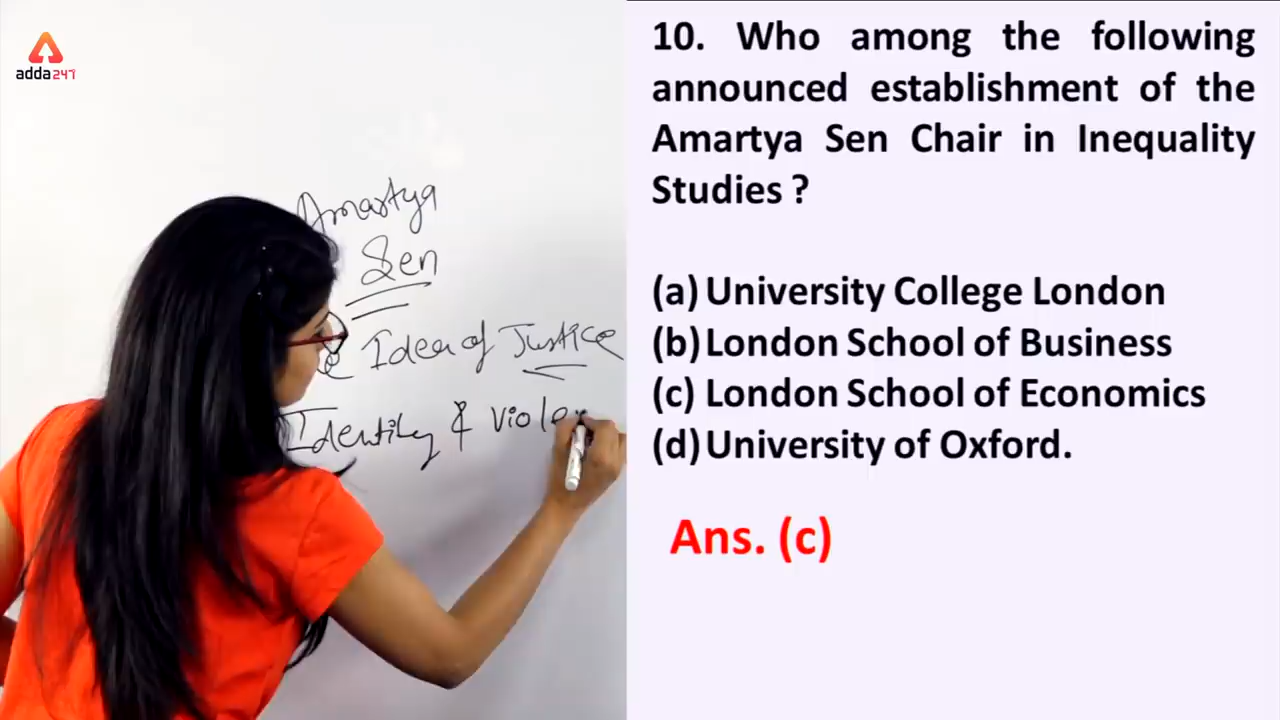 adda247
Amartya
Sen
Idea of Justice
Identity & Viole
10. Who among the following
announced establishment of the
Amartya Sen Chair in Inequality
Studies ?
(a) University College London
(b) London School of Business
(c) London School of Economics
(d) University of Oxford.
Ans. (c)